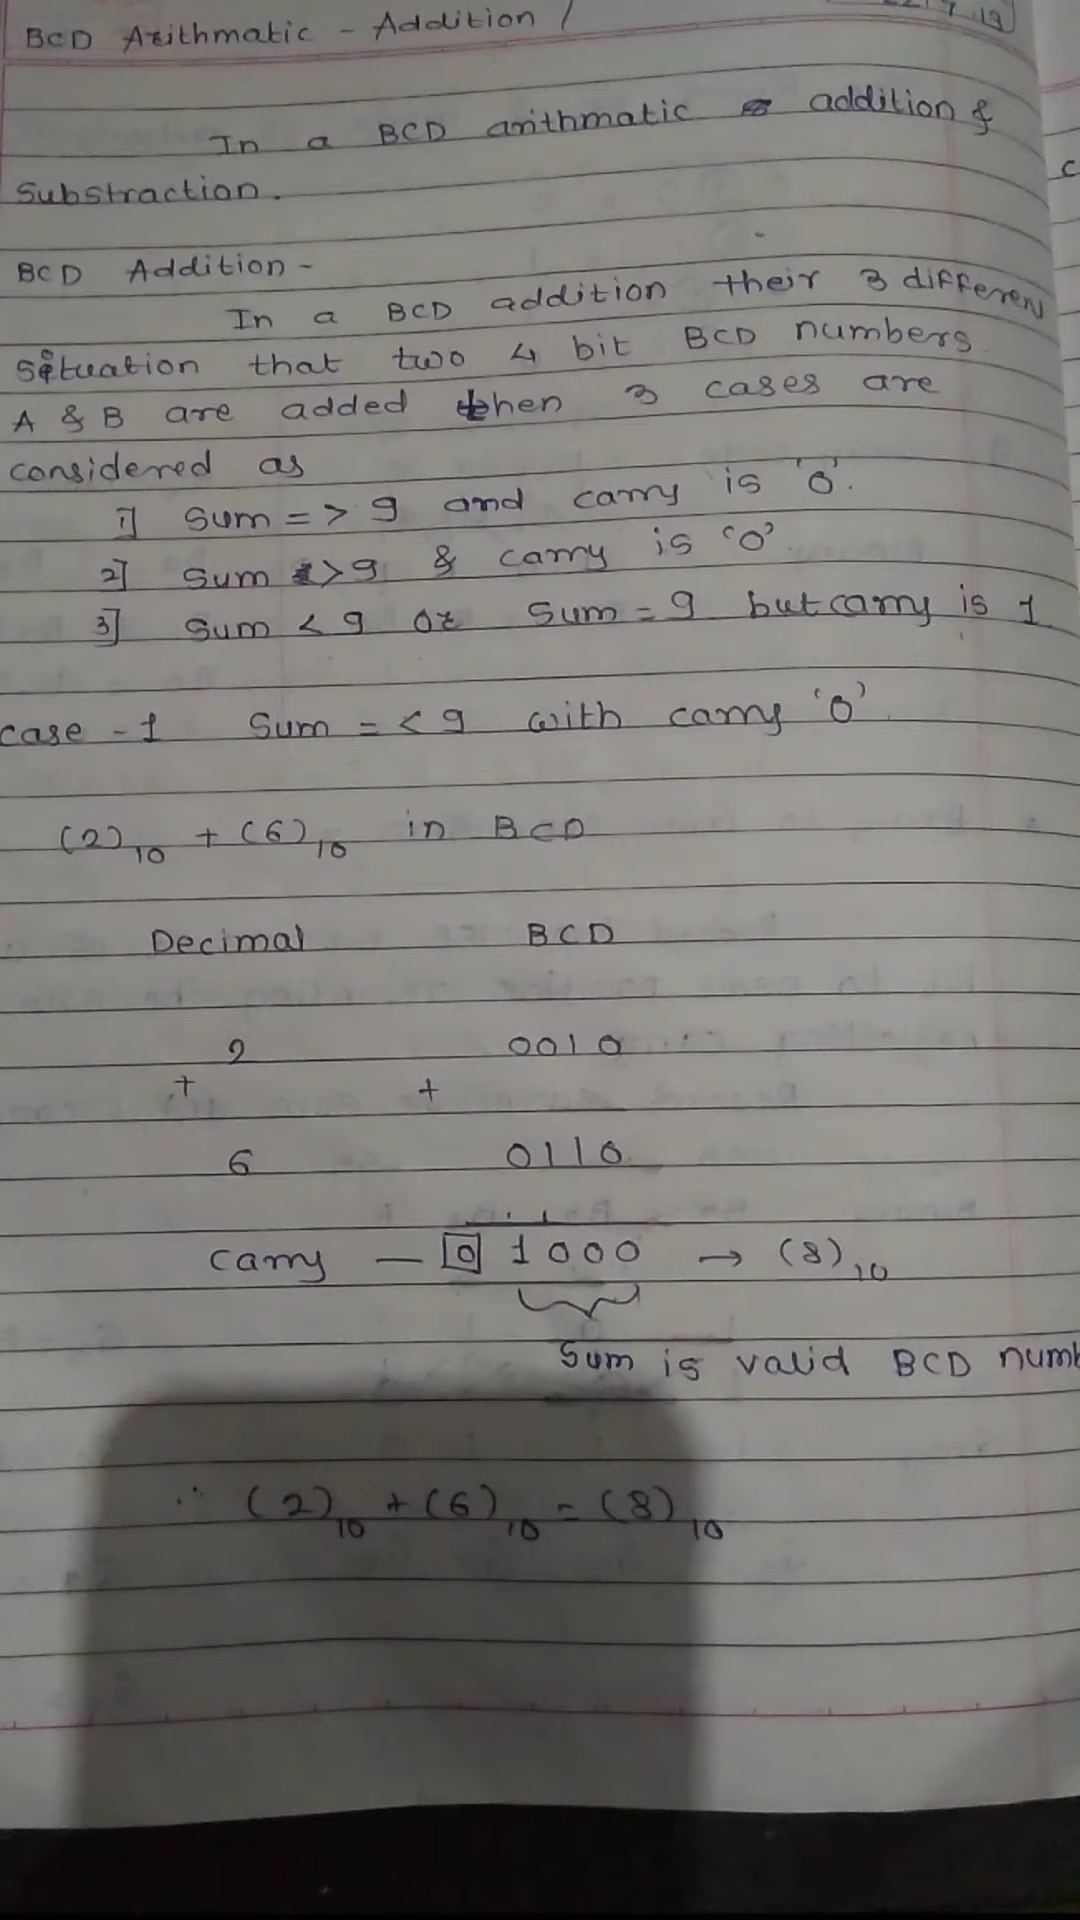 BCD Arithmatic - Addition
In a BCD arithmatic addition &
Substraction.
BCD Addition -
In a BCD addition their 3 differen
situation that two 4 bit BCD numbers
A & B are added then 3 cases are
considered as
1] Sum = > 9 and carry is '0'.
2] Sum > 9 & carry is '0'
3] Sum < 9 or Sum = 9 but carry is 1
case - 1 Sum = < 9 with carry '0'
(2)10 + (6)10 in BCD
Decimal BCD
2 0010
+ +
6 0110
carry — 0 1000 → (8)10
Sum is valid BCD numb
∴ (2)10 + (6)10 = (8)10